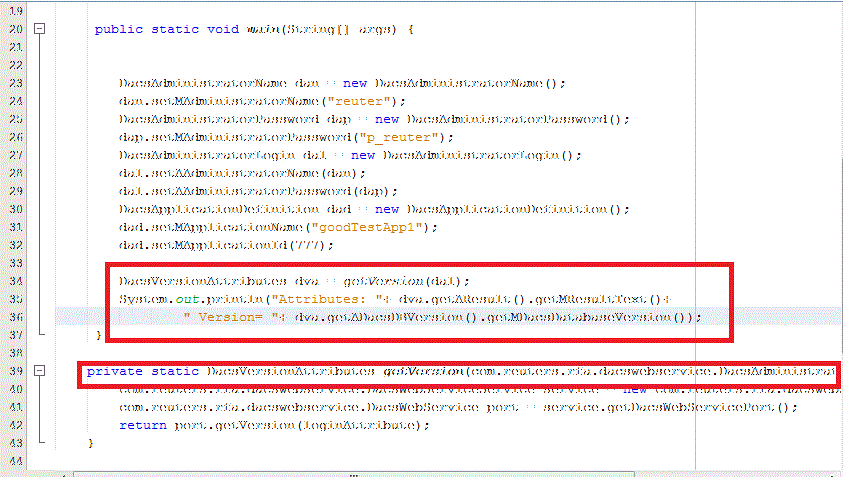 19
20 public static void main(String[] args) {
21
22
23 DacsAdministratorName dan = new DacsAdministratorName();
24 dan.setMAdministratorName("reuter");
25 DacsAdministratorPassword dap = new DacsAdministratorPassword();
26 dap.setMAdministratorPassword("p_reuter");
27 DacsAdministratorLogin dal = new DacsAdministratorLogin();
28 dal.setAAdministratorName(dan);
29 dal.setAAdministratorPassword(dap);
30 DacsApplicationDefinition dad = new DacsApplicationDefinition();
31 dad.setMApplicationName("goodTestApp1");
32 dad.setMApplicationId(777);
33
34 DacsVersionAttributes dva = getVersion(dal);
35 System.out.println("Attributes: "+ dva.getAResult().getMResultText()+
36 " Version= "+ dva.getADacsDBVersion().getMDacsDatabaseVersion());
37 }
38
39 private static DacsVersionAttributes getVersion(com.reuters.rfa.dacswebservice.DacsAdministrat
40 com.reuters.rfa.dacswebservice.DacsWebServiceService service = new com.reuters.rfa.dacswe
41 com.reuters.rfa.dacswebservice.DacsWebService port = service.getDacsWebServicePort();
42 return port.getVersion(loginAttribute);
43 }
44